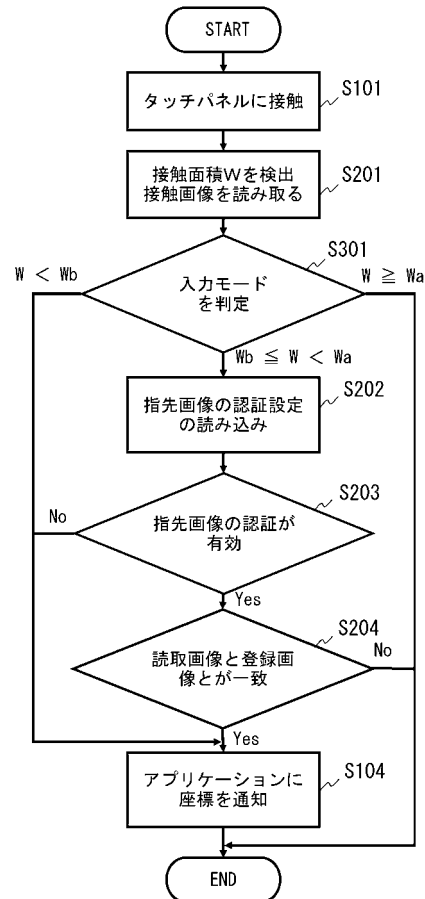 START
タッチパネルに接触
S101
接触面積Wを検出
接触画像を読み取る
S201
S301
W < Wb
W ≧ Wa
入力モード
を判定
Wb ≦ W < Wa
指先画像の認証設定
の読み込み
S202
S203
No
指先画像の認証が
有効
Yes
S204
読取画像と登録画
像とが一致
No
Yes
アプリケーションに
座標を通知
S104
END